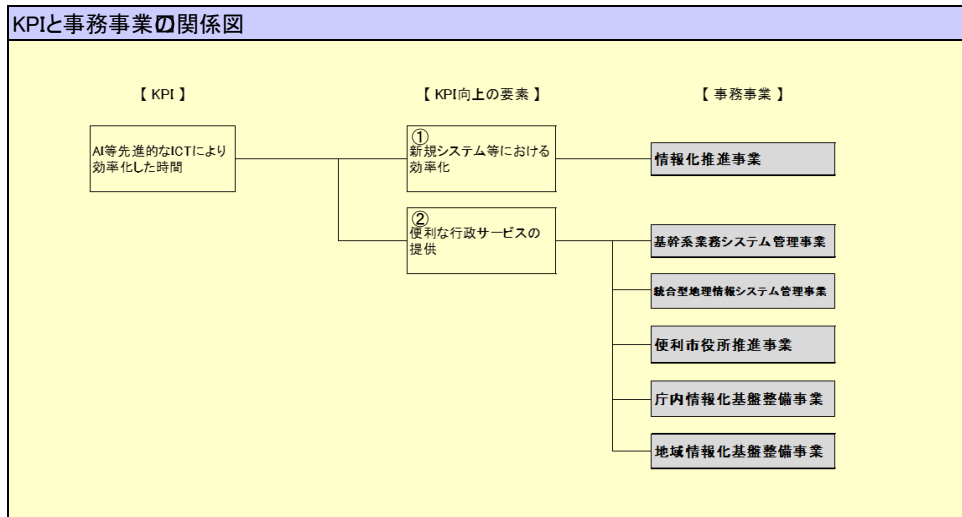 KPIと事務事業の関係図
【 KPI 】
【 KPI向上の要素 】
【 事務事業 】
AI等先進的なICTにより
効率化した時間
①
新規システム等における
効率化
情報化推進事業
②
便利な行政サービスの
提供
基幹系業務システム管理事業
統合型地理情報システム管理事業
便利市役所推進事業
庁内情報化基盤整備事業
地域情報化基盤整備事業